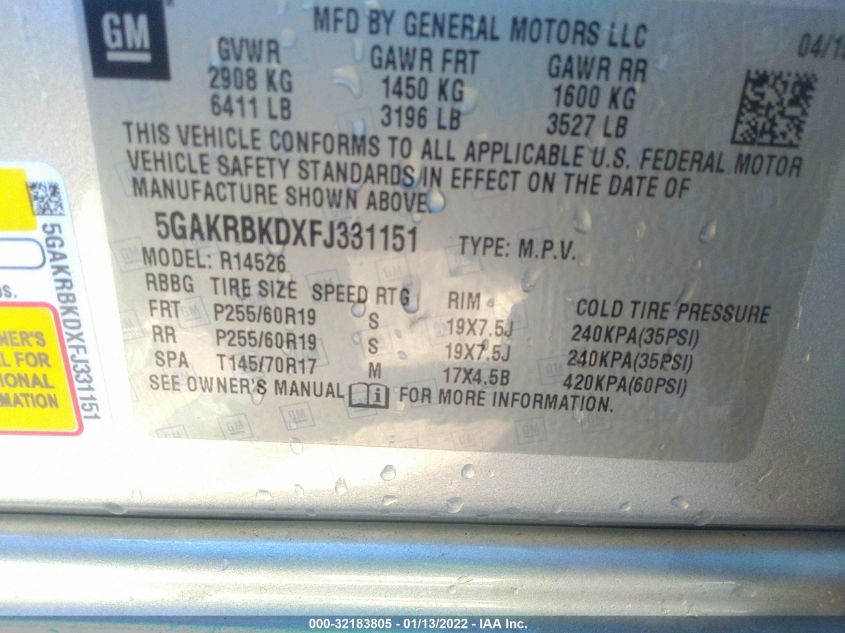 GM
MFD BY GENERAL MOTORS LLC
04/15
GVWR GAWR FRT GAWR RR
2908 KG 1450 KG 1600 KG
6411 LB 3196 LB 3527 LB
THIS VEHICLE CONFORMS TO ALL APPLICABLE U.S. FEDERAL MOTOR
VEHICLE SAFETY STANDARDS IN EFFECT ON THE DATE OF
MANUFACTURE SHOWN ABOVE.
5GAKRBKDXFJ331151 TYPE: M.P.V.
MODEL: R14526
RBBG TIRE SIZE SPEED RTG RIM COLD TIRE PRESSURE
FRT P255/60R19 S 19X7.5J 240KPA(35PSI)
RR P255/60R19 S 19X7.5J 240KPA(35PSI)
SPA T145/70R17 M 17X4.5B 420KPA(60PSI)
SEE OWNER'S MANUAL FOR MORE INFORMATION.
5GAKRBKDXFJ331151
FOR
000-32183805 - 01/13/2022 - IAA Inc.